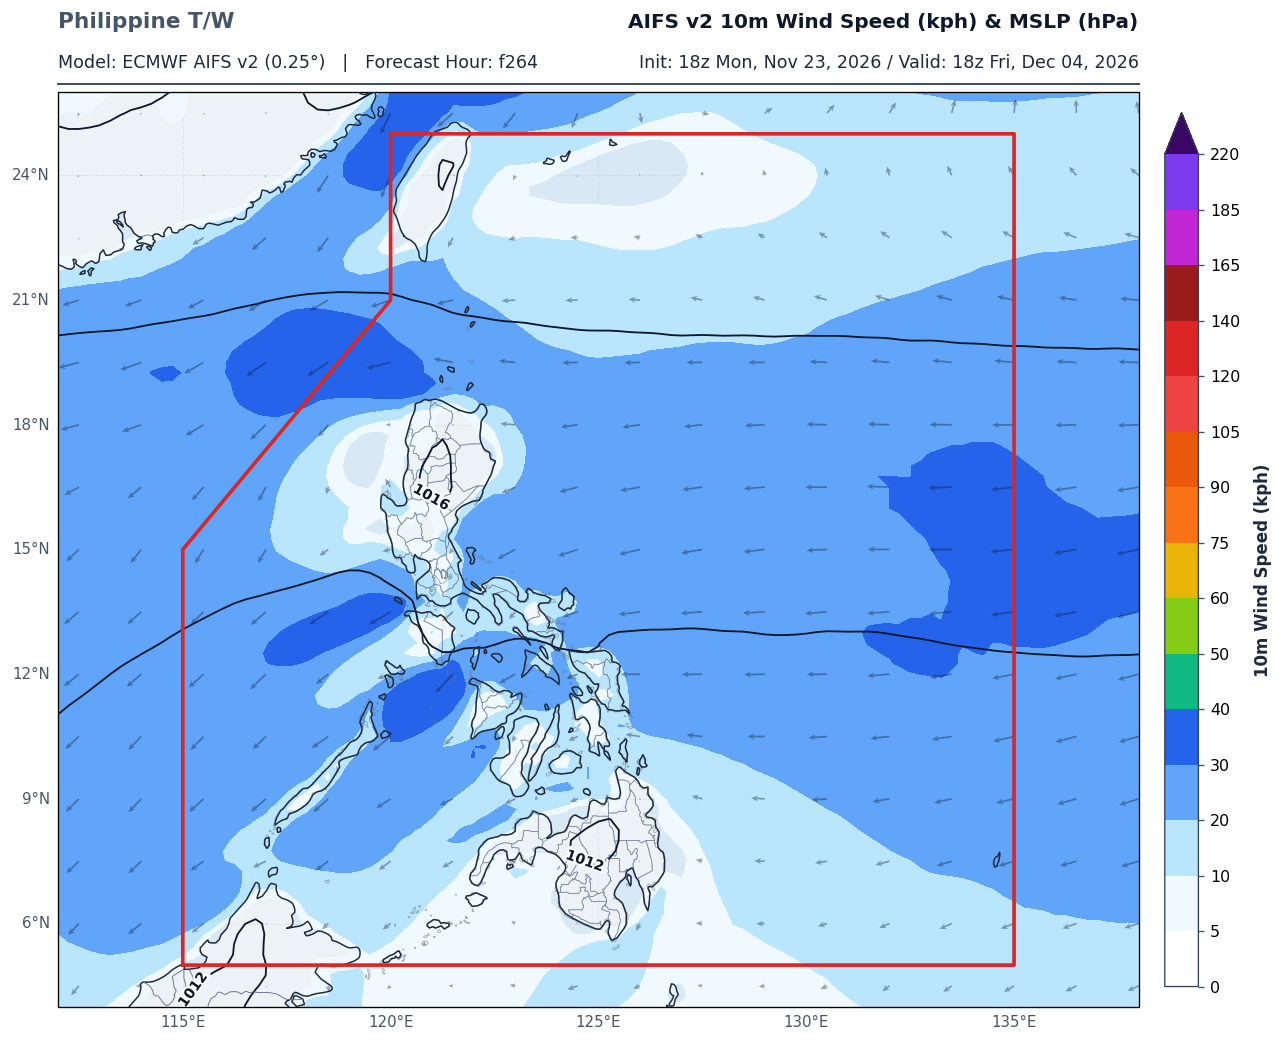 Philippine T/W
AIFS v2 10m Wind Speed (kph) & MSLP (hPa)
Model: ECMWF AIFS v2 (0.25°)   |   Forecast Hour: f264
Init: 18z Mon, Nov 23, 2026 / Valid: 18z Fri, Dec 04, 2026
24°N
21°N
18°N
15°N
12°N
9°N
6°N
1016
1012
1012
115°E
120°E
125°E
130°E
135°E
220
185
165
140
120
105
90
75
60
50
40
30
20
10
5
0
10m Wind Speed (kph)